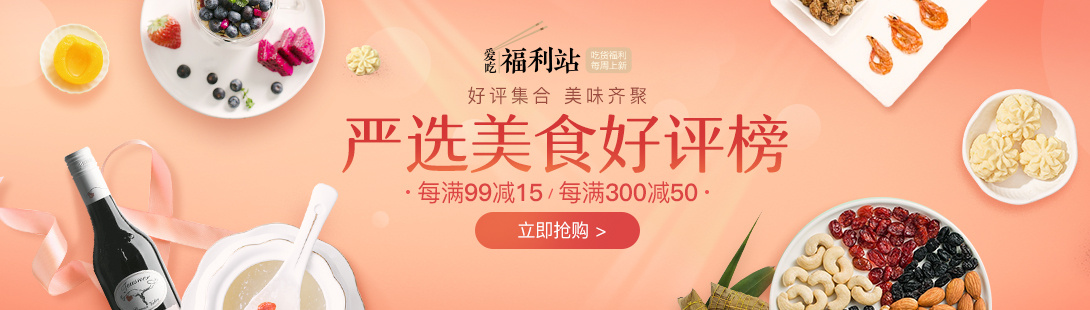 爱吃 福利站 吃货福利
每周上新
好评集合 美味齐聚
严选美食好评榜
·每满99减15 / 每满300减50·
立即抢购 >